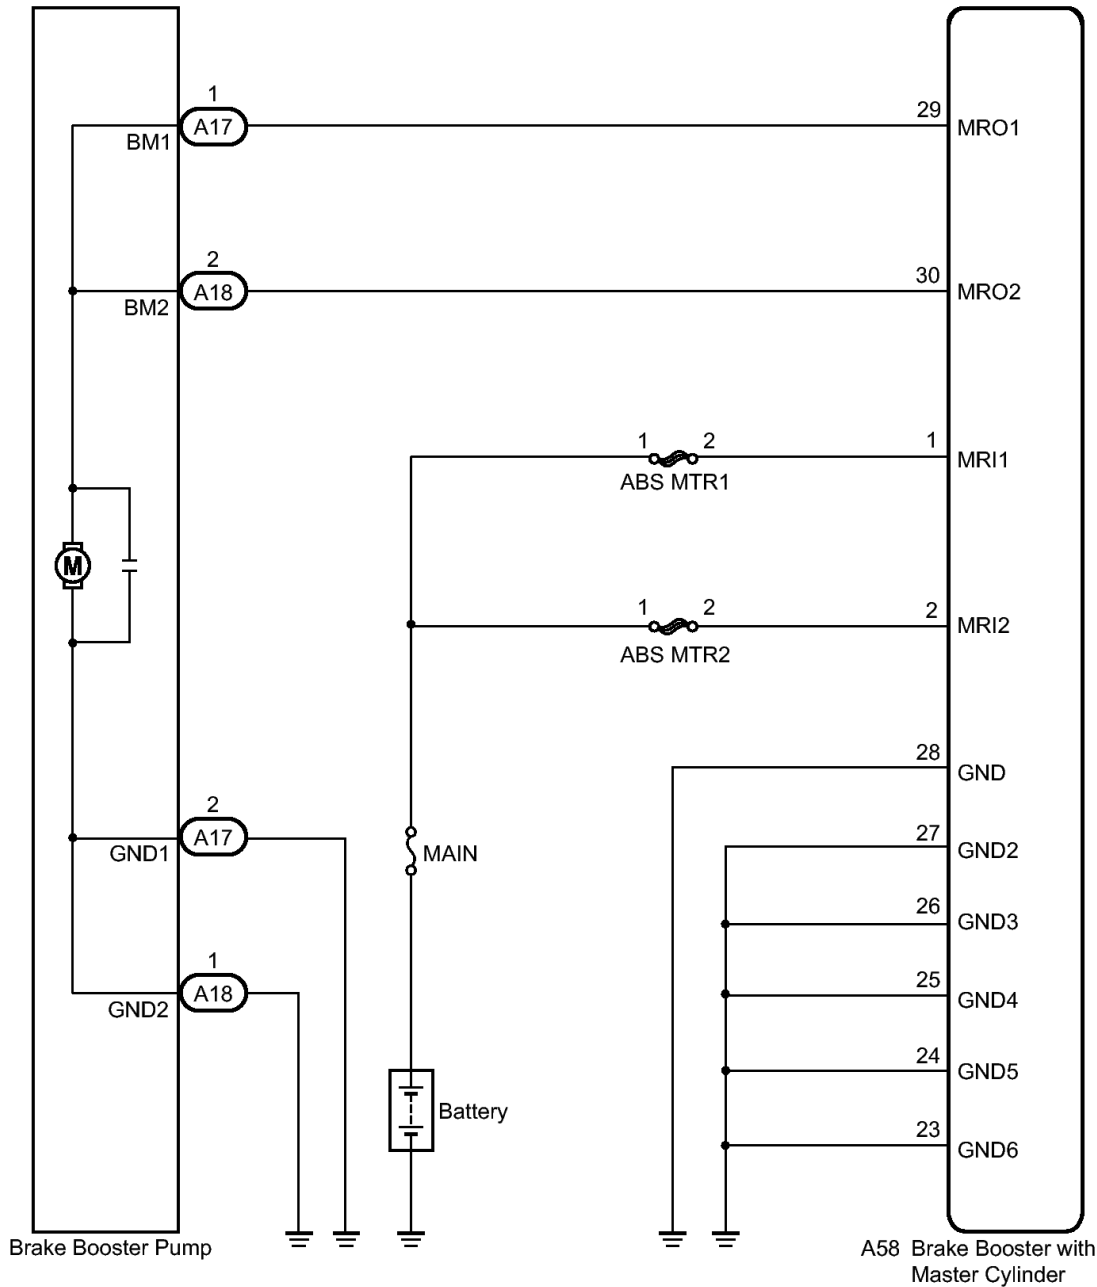 1
A17
BM1
29
MRO1
2
A18
BM2
30
MRO2
1 2
ABS MTR1
1
MRI1
M
1 2
ABS MTR2
2
MRI2
28
GND
2
A17
GND1
MAIN
27
GND2
26
GND3
1
A18
GND2
25
GND4
24
GND5
Battery
23
GND6
Brake Booster Pump
A58 Brake Booster with
Master Cylinder